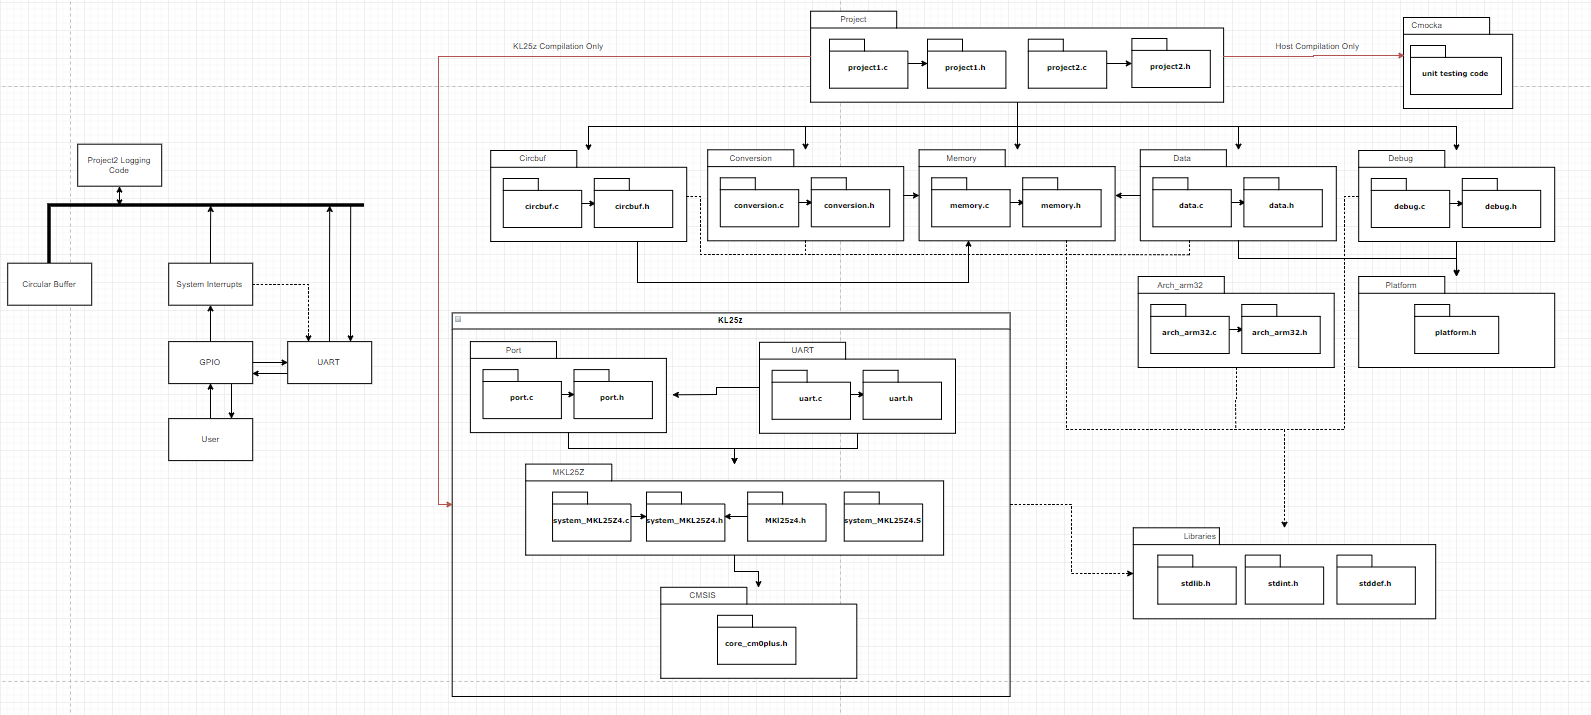 Project
Cmocka
KL25z Compilation Only
Host Compilation Only
project1.c
project1.h
project2.c
project2.h
unit testing code
Project2 Logging
Code
Circbuf
Conversion
Memory
Data
Debug
circbuf.c
circbuf.h
conversion.c
conversion.h
memory.c
memory.h
data.c
data.h
debug.c
debug.h
Circular Buffer
System Interrupts
Arch_arm32
Platform
arch_arm32.c
arch_arm32.h
platform.h
KL25z
GPIO
UART
Port
UART
port.c
port.h
uart.c
uart.h
User
MKL25Z
system_MKL25Z4.c
system_MKL25Z4.h
MKl25z4.h
system_MKL25Z4.S
Libraries
stdlib.h
stdint.h
stddef.h
CMSIS
core_cm0plus.h